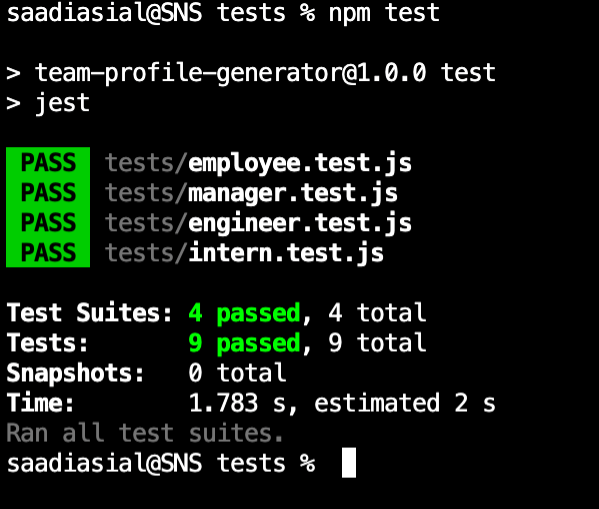 saadiasial@SNS tests % npm test
> team-profile-generator@1.0.0 test
> jest
PASS tests/employee.test.js
PASS tests/manager.test.js
PASS tests/engineer.test.js
PASS tests/intern.test.js
Test Suites: 4 passed, 4 total
Tests: 9 passed, 9 total
Snapshots: 0 total
Time: 1.783 s, estimated 2 s
Ran all test suites.
saadiasial@SNS tests %